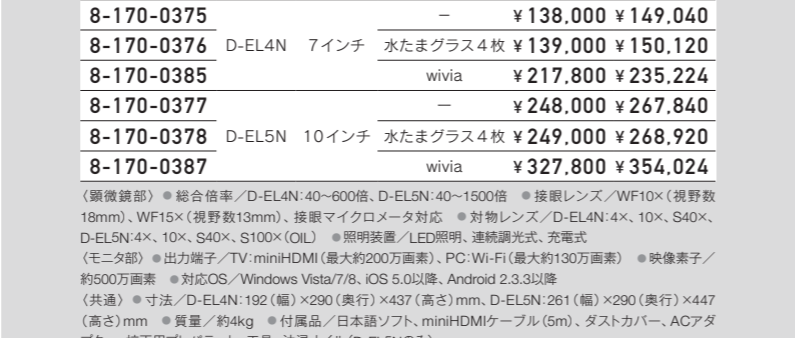 8-170-0375 － ￥138,000 ￥149,040
8-170-0376 D-EL4N 7インチ 水たまグラス4枚 ￥139,000 ￥150,120
8-170-0385 wivia ￥217,800 ￥235,224
8-170-0377 － ￥248,000 ￥267,840
8-170-0378 D-EL5N 10インチ 水たまグラス4枚 ￥249,000 ￥268,920
8-170-0387 wivia ￥327,800 ￥354,024
〈顕微鏡部〉●総合倍率／D-EL4N：40〜600倍、D-EL5N：40〜1500倍 ●接眼レンズ／WF10×（視野数
18mm）、WF15×（視野数13mm）、接眼マイクロメータ対応 ●対物レンズ／D-EL4N：4×、10×、S40×、
D-EL5N：4×、10×、S40×、S100×（OIL） ●照明装置／LED照明、連続調光式、充電式
〈モニタ部〉●出力端子／TV：miniHDMI（最大約200万画素）、PC：Wi-Fi（最大約130万画素） ●映像素子／
約500万画素 ●対応OS／Windows Vista/7/8、iOS 5.0以降、Android 2.3.3以降
〈共通〉●寸法／D-EL4N：192（幅）×290（奥行）×437（高さ）mm、D-EL5N：261（幅）×290（奥行）×447
（高さ）mm ●質量／約4kg ●付属品／日本語ソフト、miniHDMIケーブル（5m）、ダストカバー、ACアダ